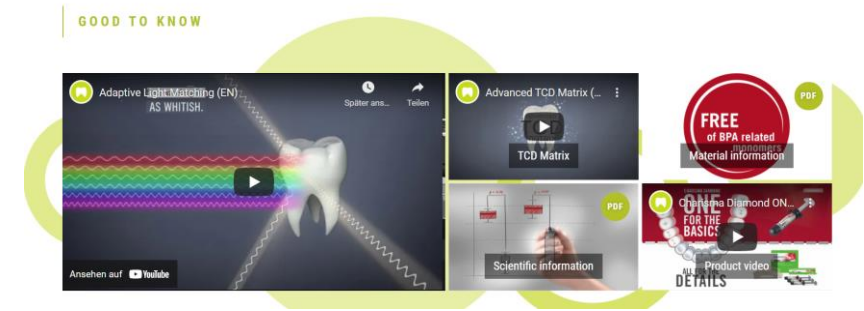 GOOD TO KNOW
Adaptive Light Matching (EN)
AS WHITISH.
Später ans...
Teilen
Ansehen auf YouTube
Advanced TCD Matrix (...
TCD
TCD Matrix
PDF
FREE
of BPA related
monomers
Material information
PDF
Scientific information
Charisma Diamond ON...
ONE
FOR THE
BASICS
Product video
DETAILS